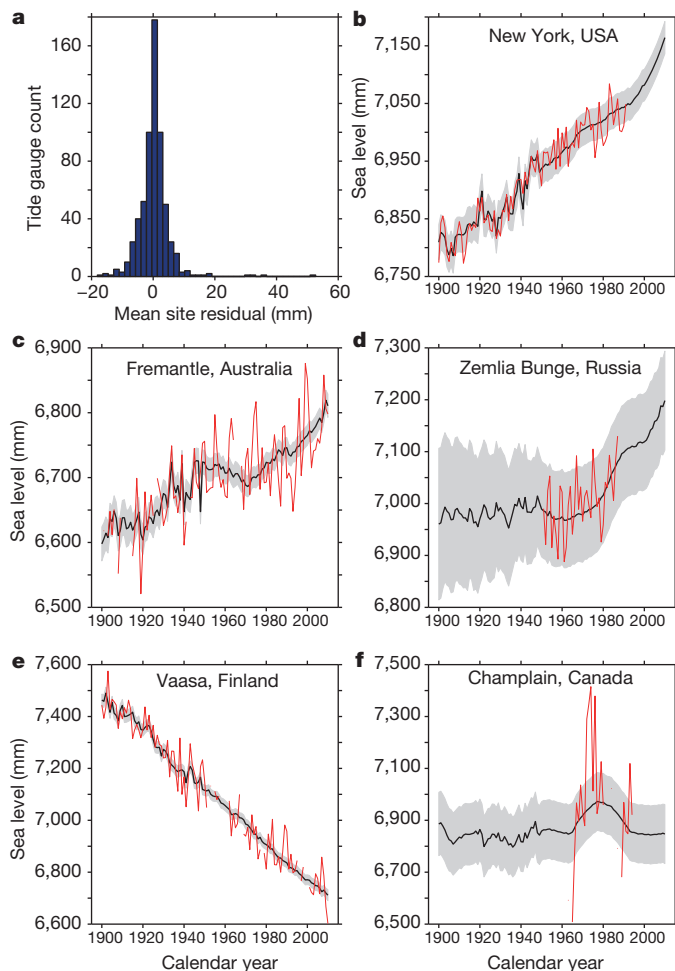 a
160
120
80
40
0
Tide gauge count
−20 0 20 40 60
Mean site residual (mm)
b
New York, USA
7,150
7,050
6,950
6,850
6,750
Sea level (mm)
1900 1920 1940 1960 1980 2000
c
Fremantle, Australia
6,900
6,800
6,700
6,600
6,500
Sea level (mm)
1900 1920 1940 1960 1980 2000
d
Zemlia Bunge, Russia
7,300
7,200
7,100
7,000
6,900
6,800
1900 1920 1940 1960 1980 2000
e
Vaasa, Finland
7,600
7,400
7,200
7,000
6,800
6,600
Sea level (mm)
1900 1920 1940 1960 1980 2000
Calendar year
f
Champlain, Canada
7,500
7,300
7,100
6,900
6,700
6,500
1900 1920 1940 1960 1980 2000
Calendar year